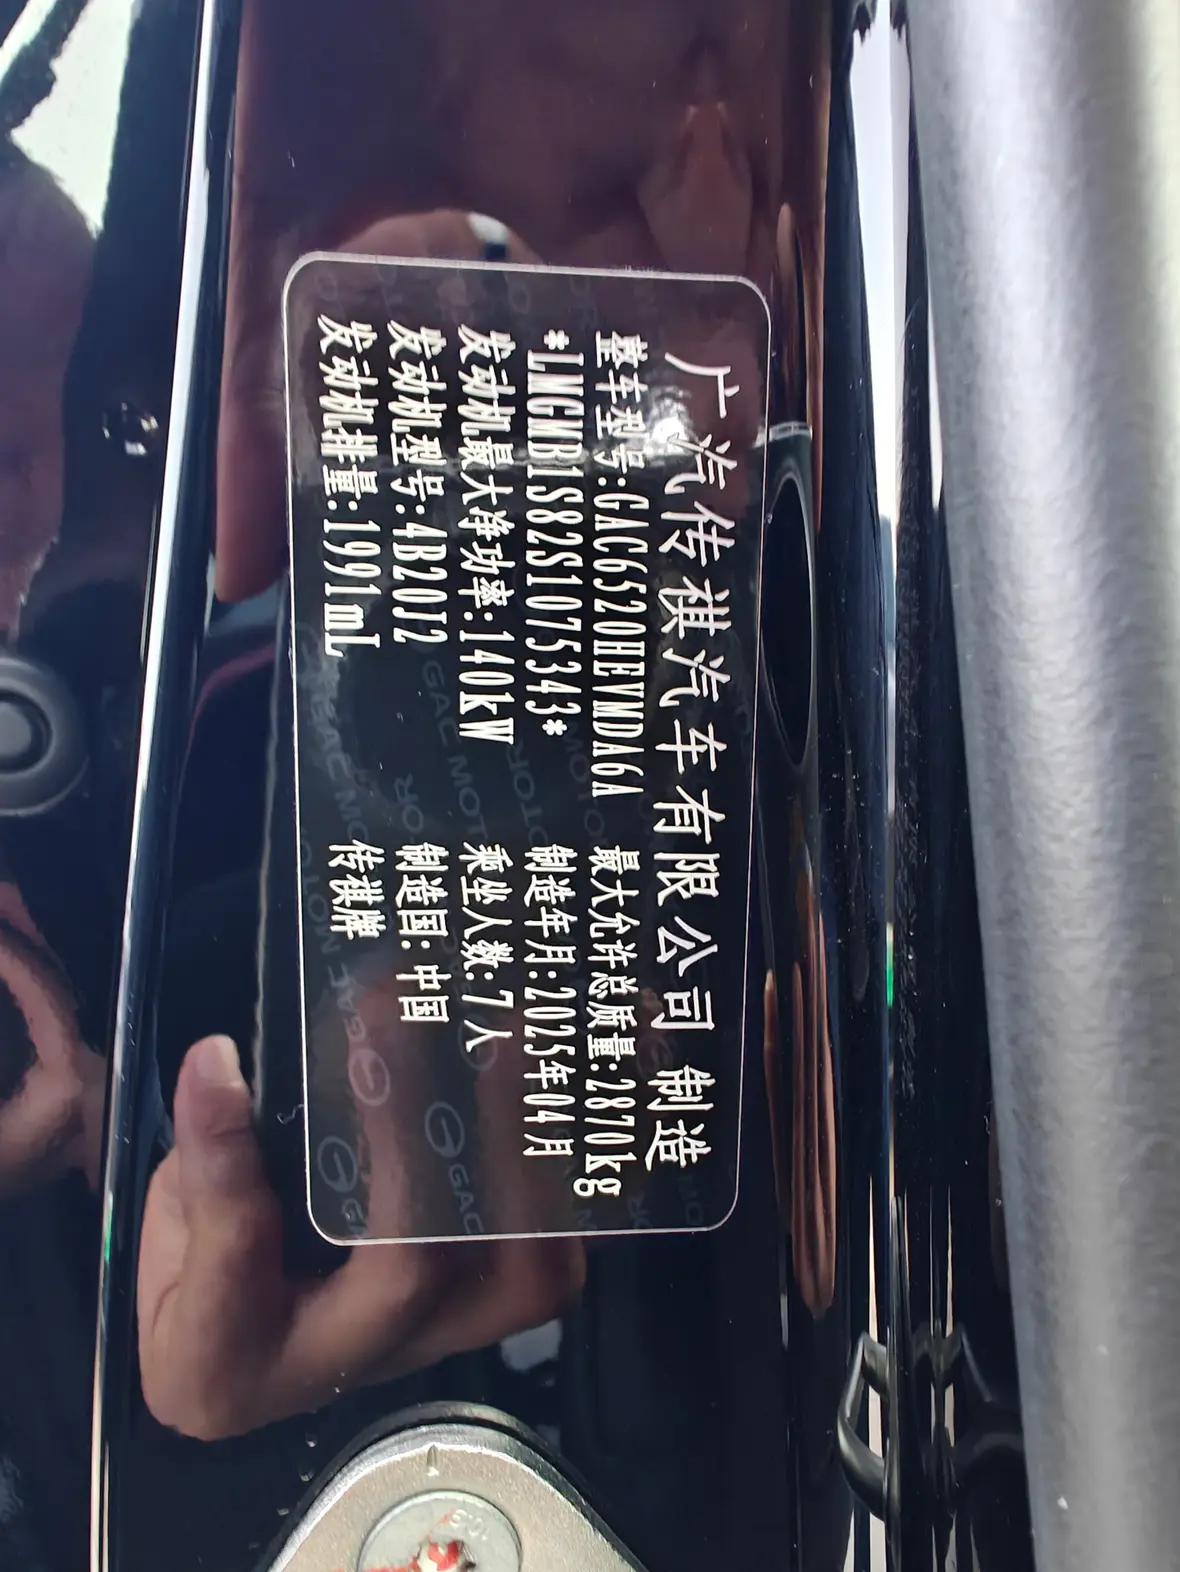 广汽传祺汽车有限公司 制造
整车型号:GAC6520HEVMDA6A 最大允许总质量:2870kg
*LMGMB1S82S1075343* 制造年月:2025年04月
发动机最大净功率:140kW 乘坐人数:7人
发动机型号:4B20J2 制造国:中国
发动机排量:1991mL 传祺牌
GAC MOTOR